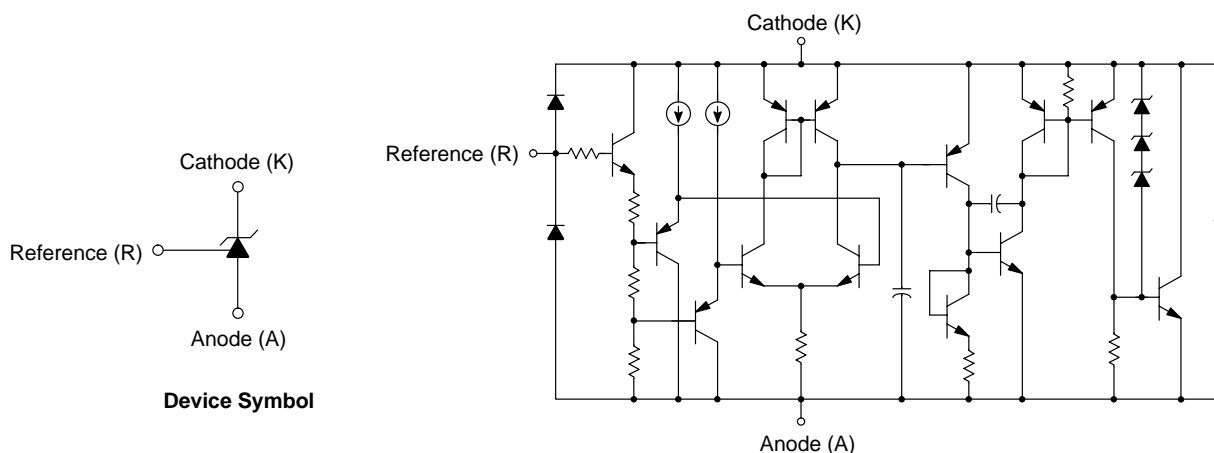 Cathode (K)
Reference (R)
Anode (A)
Device Symbol
Cathode (K)
Reference (R)
Anode (A)